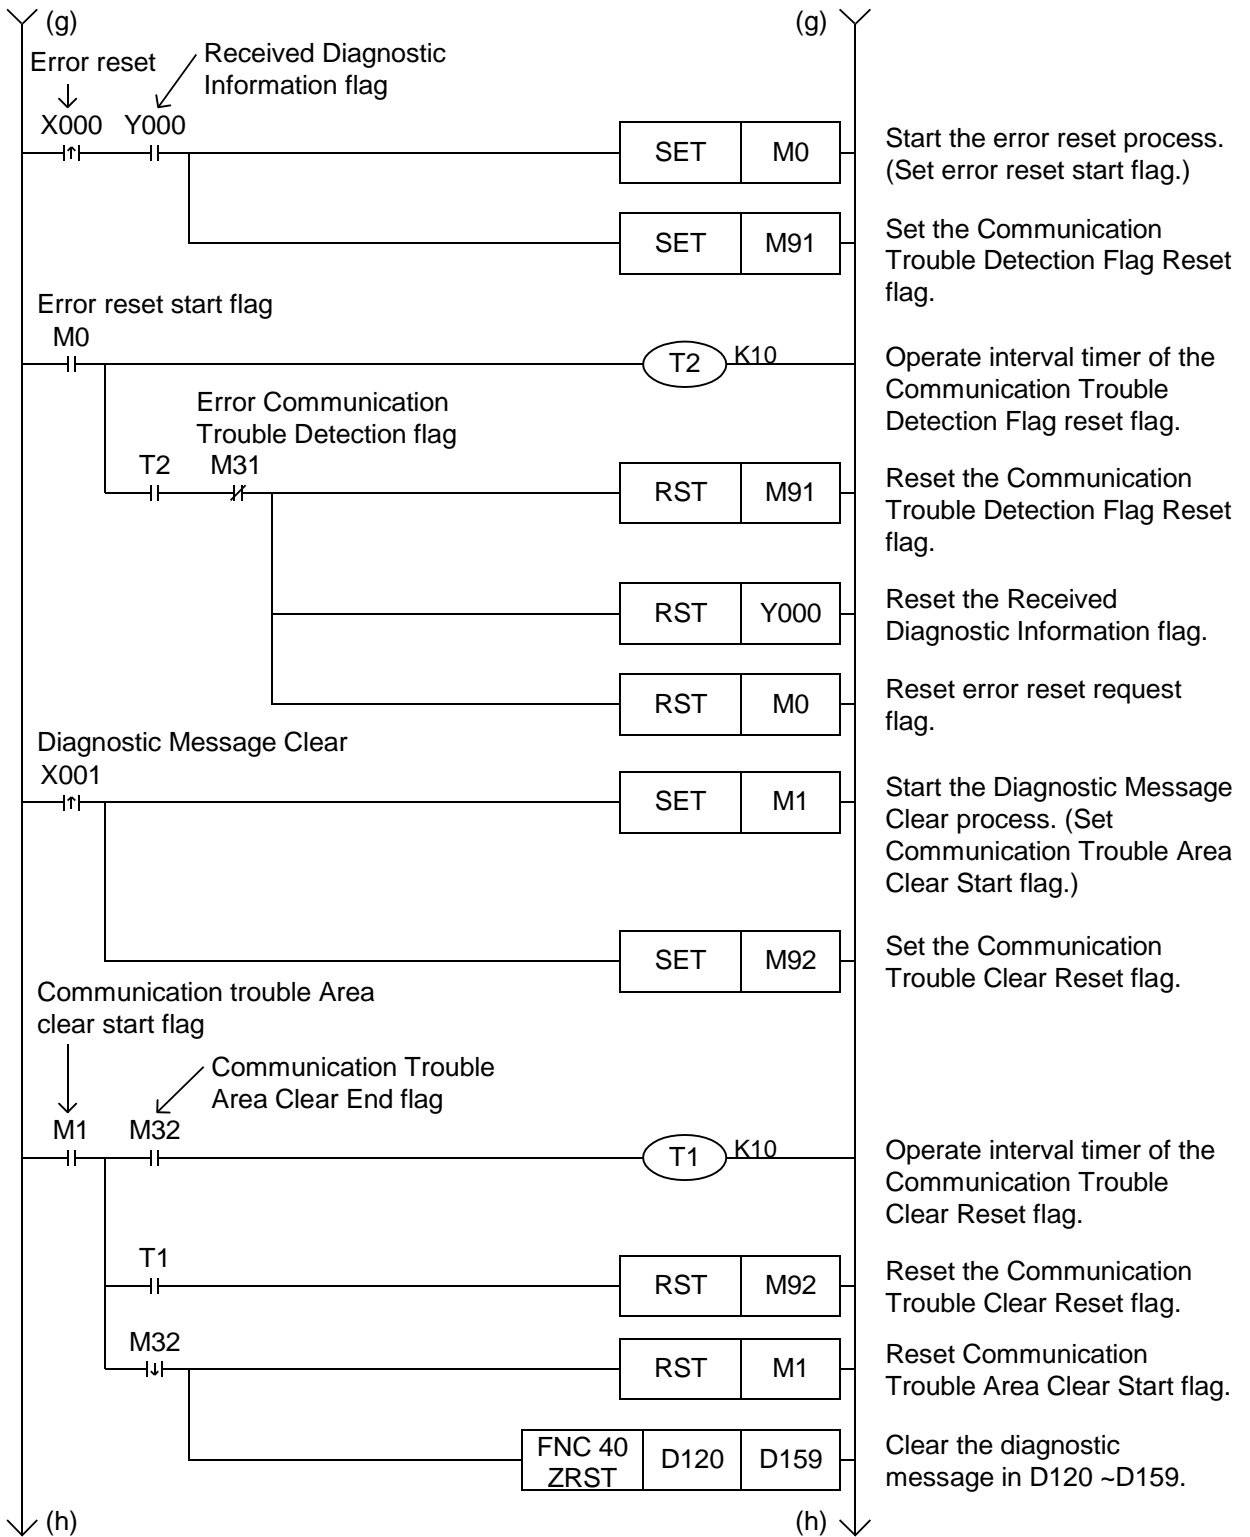 (g) (g)
Error reset
Received Diagnostic
Information flag
X000 Y000
SET M0
Start the error reset process.
(Set error reset start flag.)
SET M91
Set the Communication
Trouble Detection Flag Reset
flag.
Error reset start flag
M0
T2 K10
Operate interval timer of the
Communication Trouble
Detection Flag reset flag.
Error Communication
Trouble Detection flag
T2 M31
RST M91
Reset the Communication
Trouble Detection Flag Reset
flag.
RST Y000
Reset the Received
Diagnostic Information flag.
RST M0
Reset error reset request
flag.
Diagnostic Message Clear
X001
SET M1
Start the Diagnostic Message
Clear process. (Set
Communication Trouble Area
Clear Start flag.)
SET M92
Set the Communication
Trouble Clear Reset flag.
Communication trouble Area
clear start flag
Communication Trouble
Area Clear End flag
M1 M32
T1 K10
Operate interval timer of the
Communication Trouble
Clear Reset flag.
T1
RST M92
Reset the Communication
Trouble Clear Reset flag.
M32
RST M1
Reset Communication
Trouble Area Clear Start flag.
FNC 40
ZRST
D120 D159
Clear the diagnostic
message in D120 ~D159.
(h) (h)